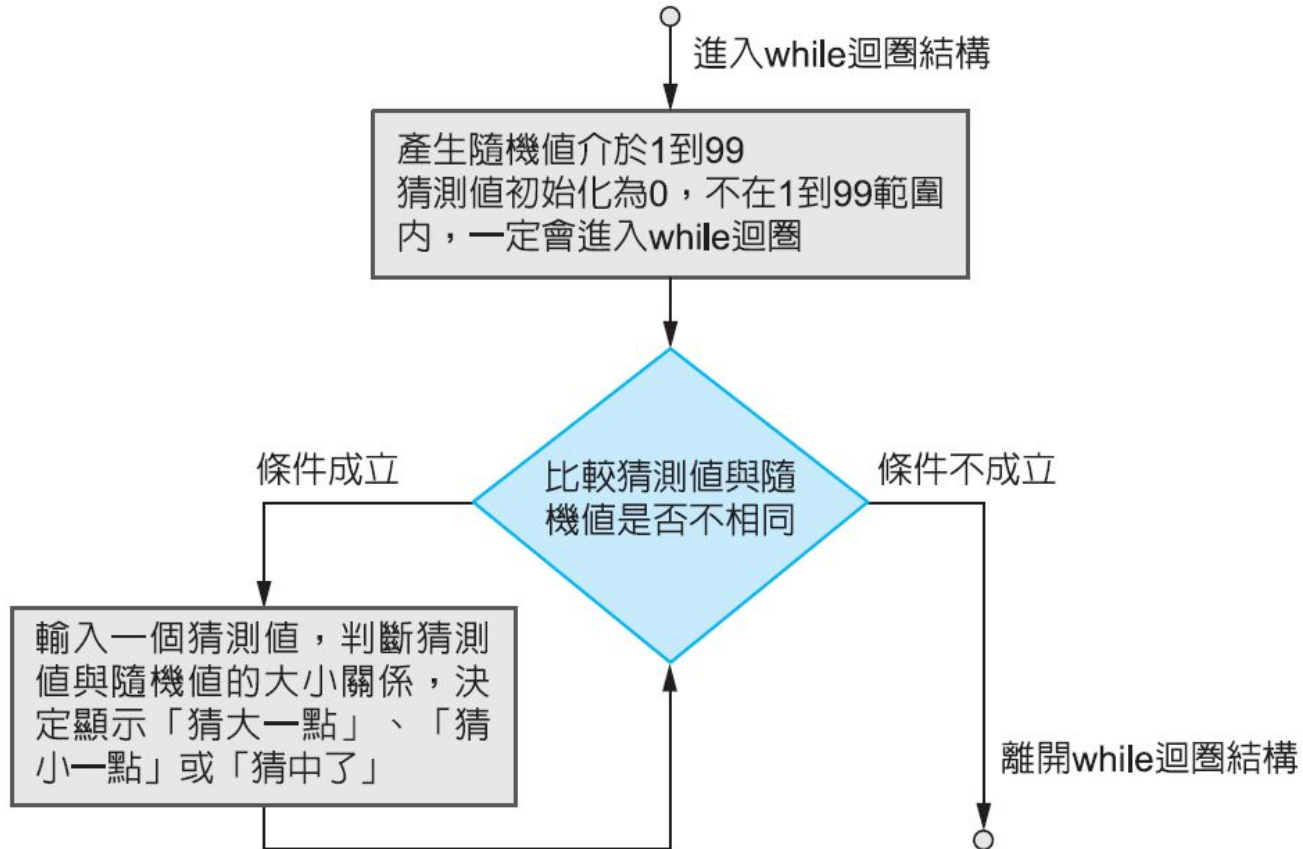 進入while迴圈結構
產生隨機值介於1到99
猜測值初始化為0，不在1到99範圍
內，一定會進入while迴圈
條件成立
比較猜測值與隨
機值是否不相同
條件不成立
輸入一個猜測值，判斷猜測
值與隨機值的大小關係，決
定顯示「猜大一點」、「猜
小一點」或「猜中了」
離開while迴圈結構